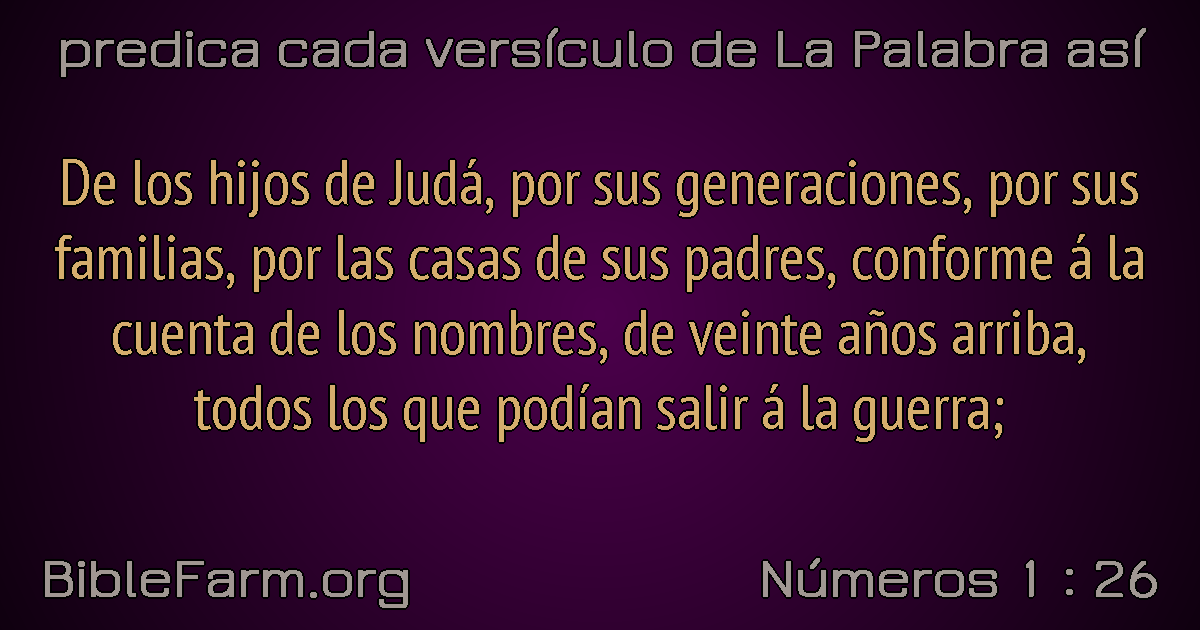 predica cada versículo de La Palabra así
De los hijos de Judá, por sus generaciones, por sus
familias, por las casas de sus padres, conforme á la
cuenta de los nombres, de veinte años arriba,
todos los que podían salir á la guerra;
BibleFarm.org
Números 1 : 26